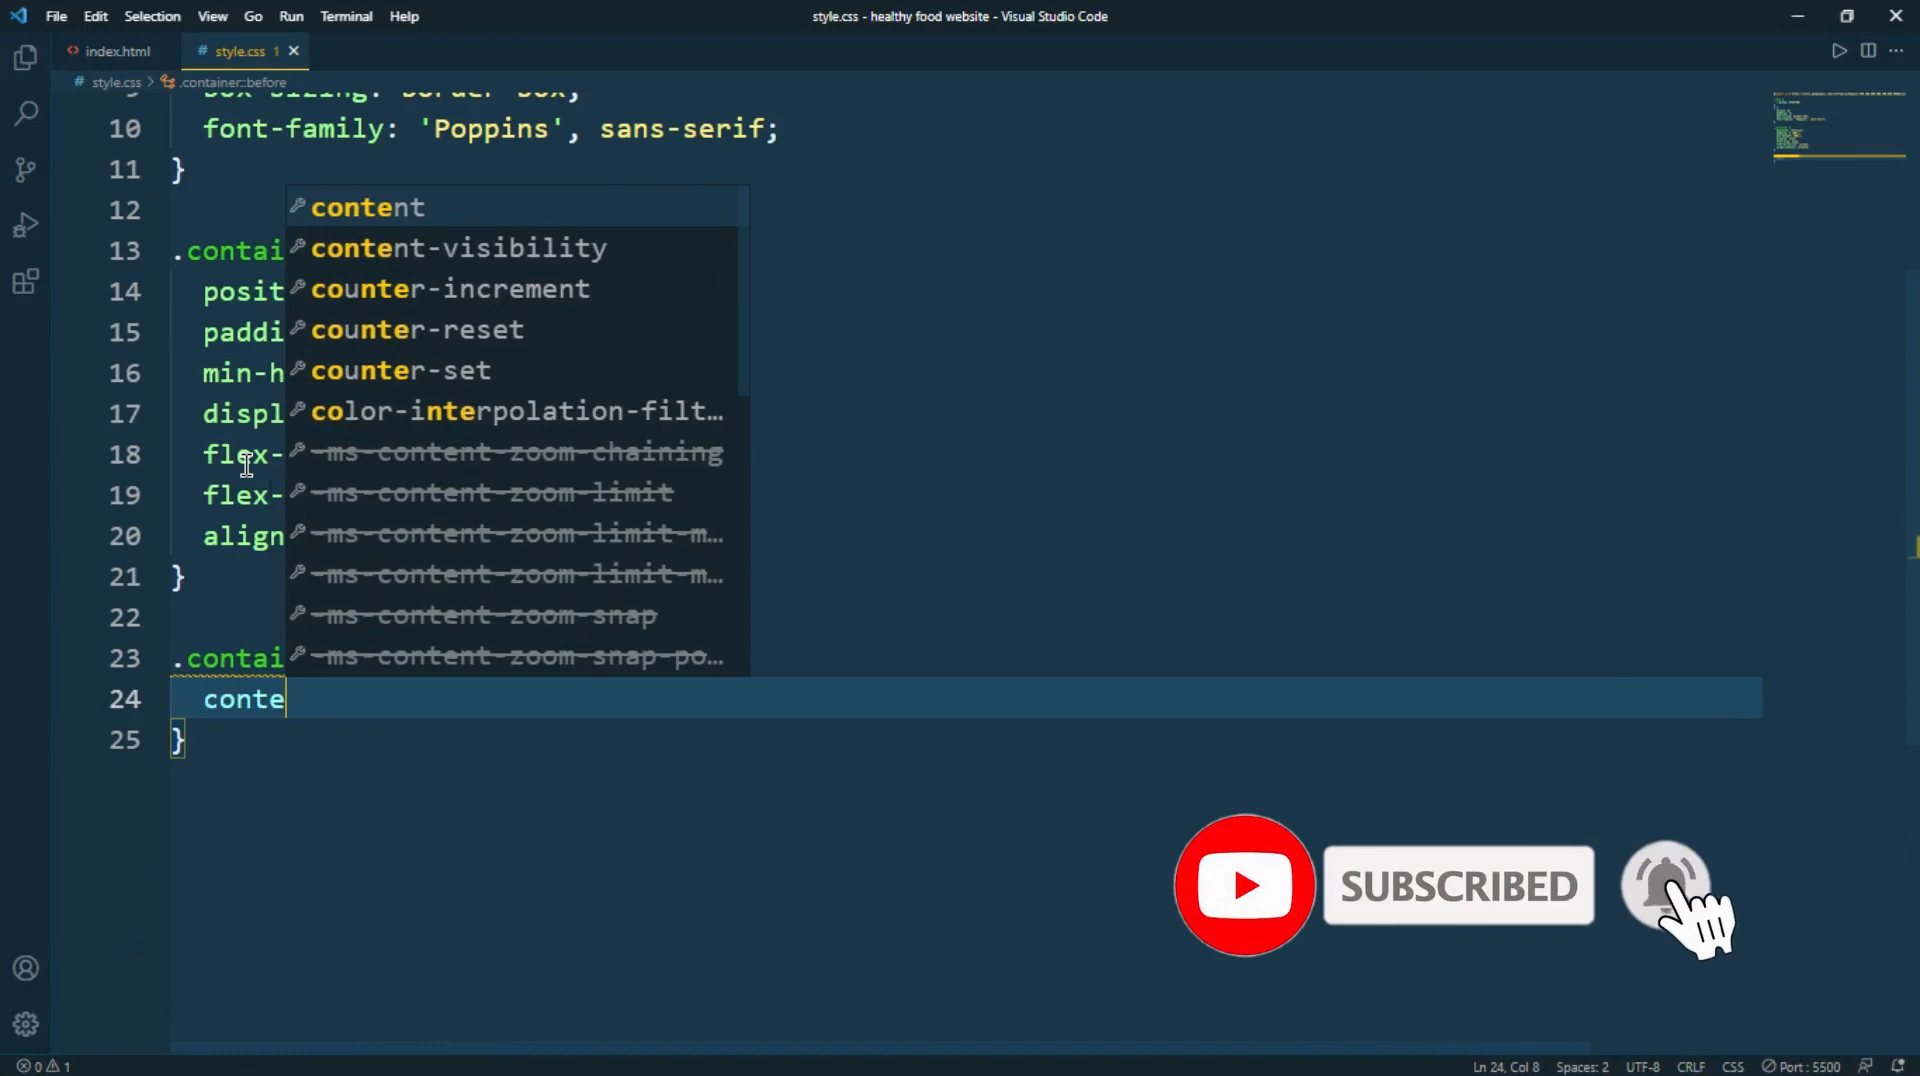 File Edit Selection View Go Run Terminal Help
style.css - healthy food website - Visual Studio Code
index.html
# style.css 1
# style.css > .container::before
9 box-sizing: border-box;
10 font-family: 'Poppins', sans-serif;
11 }
12
13 .contai
14 posit
15 paddi
16 min-h
17 displ
18 flex-
19 flex-
20 align
21 }
22
23 .contai
24 conte
25 }
content
content-visibility
counter-increment
counter-reset
counter-set
color-interpolation-filt…
-ms-content-zoom-chaining
-ms-content-zoom-limit
-ms-content-zoom-limit-m…
-ms-content-zoom-limit-m…
-ms-content-zoom-snap
-ms-content-zoom-snap-po…
SUBSCRIBED
0 1
Ln 24, Col 8 Spaces: 2 UTF-8 CRLF CSS Port : 5500